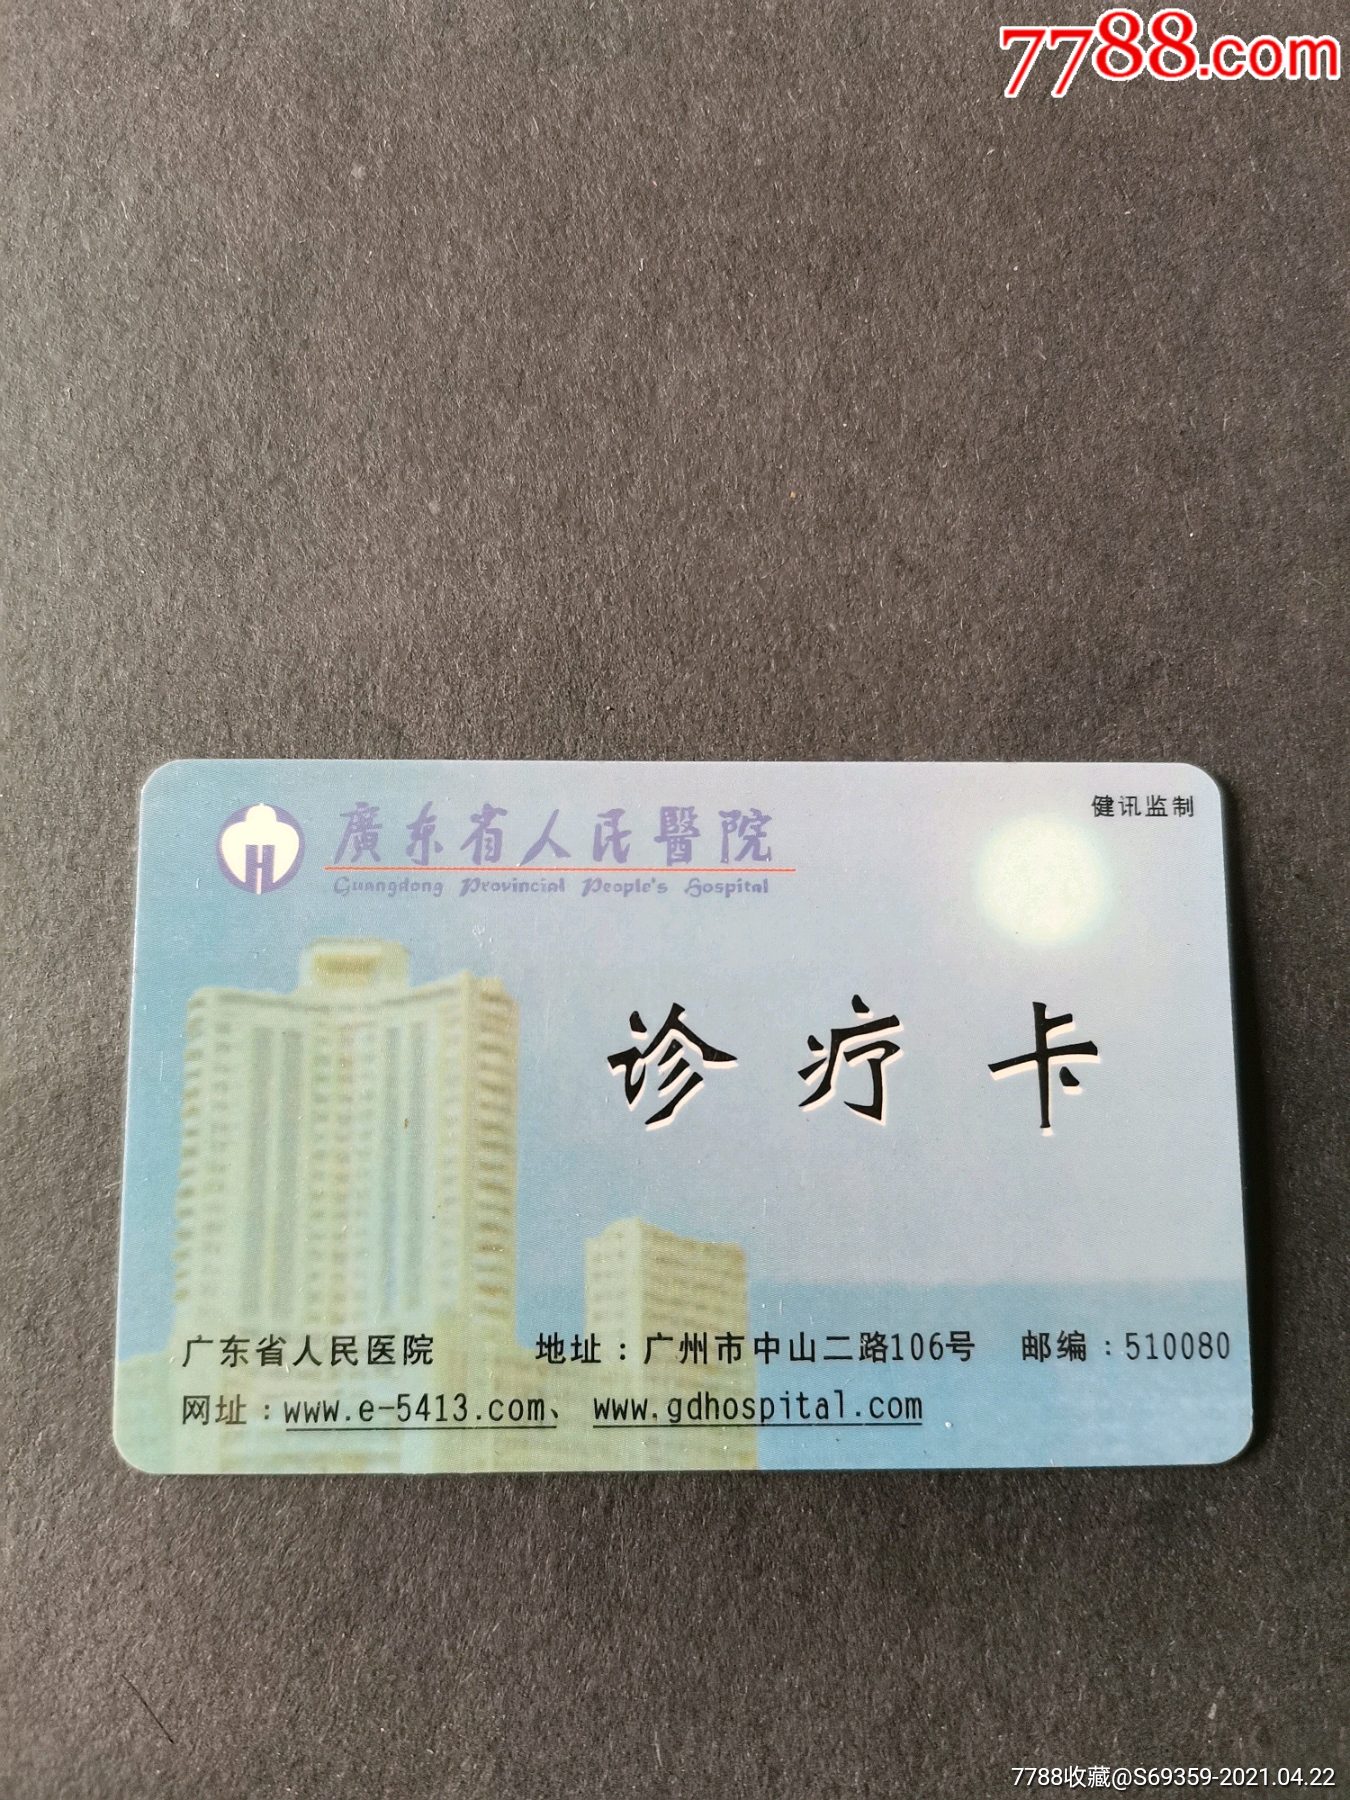 7788.com
健讯监制
廣东省人民醫院
Guangdong Provincial People's Hospital
H
诊疗卡
广东省人民医院 地址：广州市中山二路106号 邮编：510080
网址：www.e-5413.com、 www.gdhospital.com
7788收藏@S69359-2021.04.22